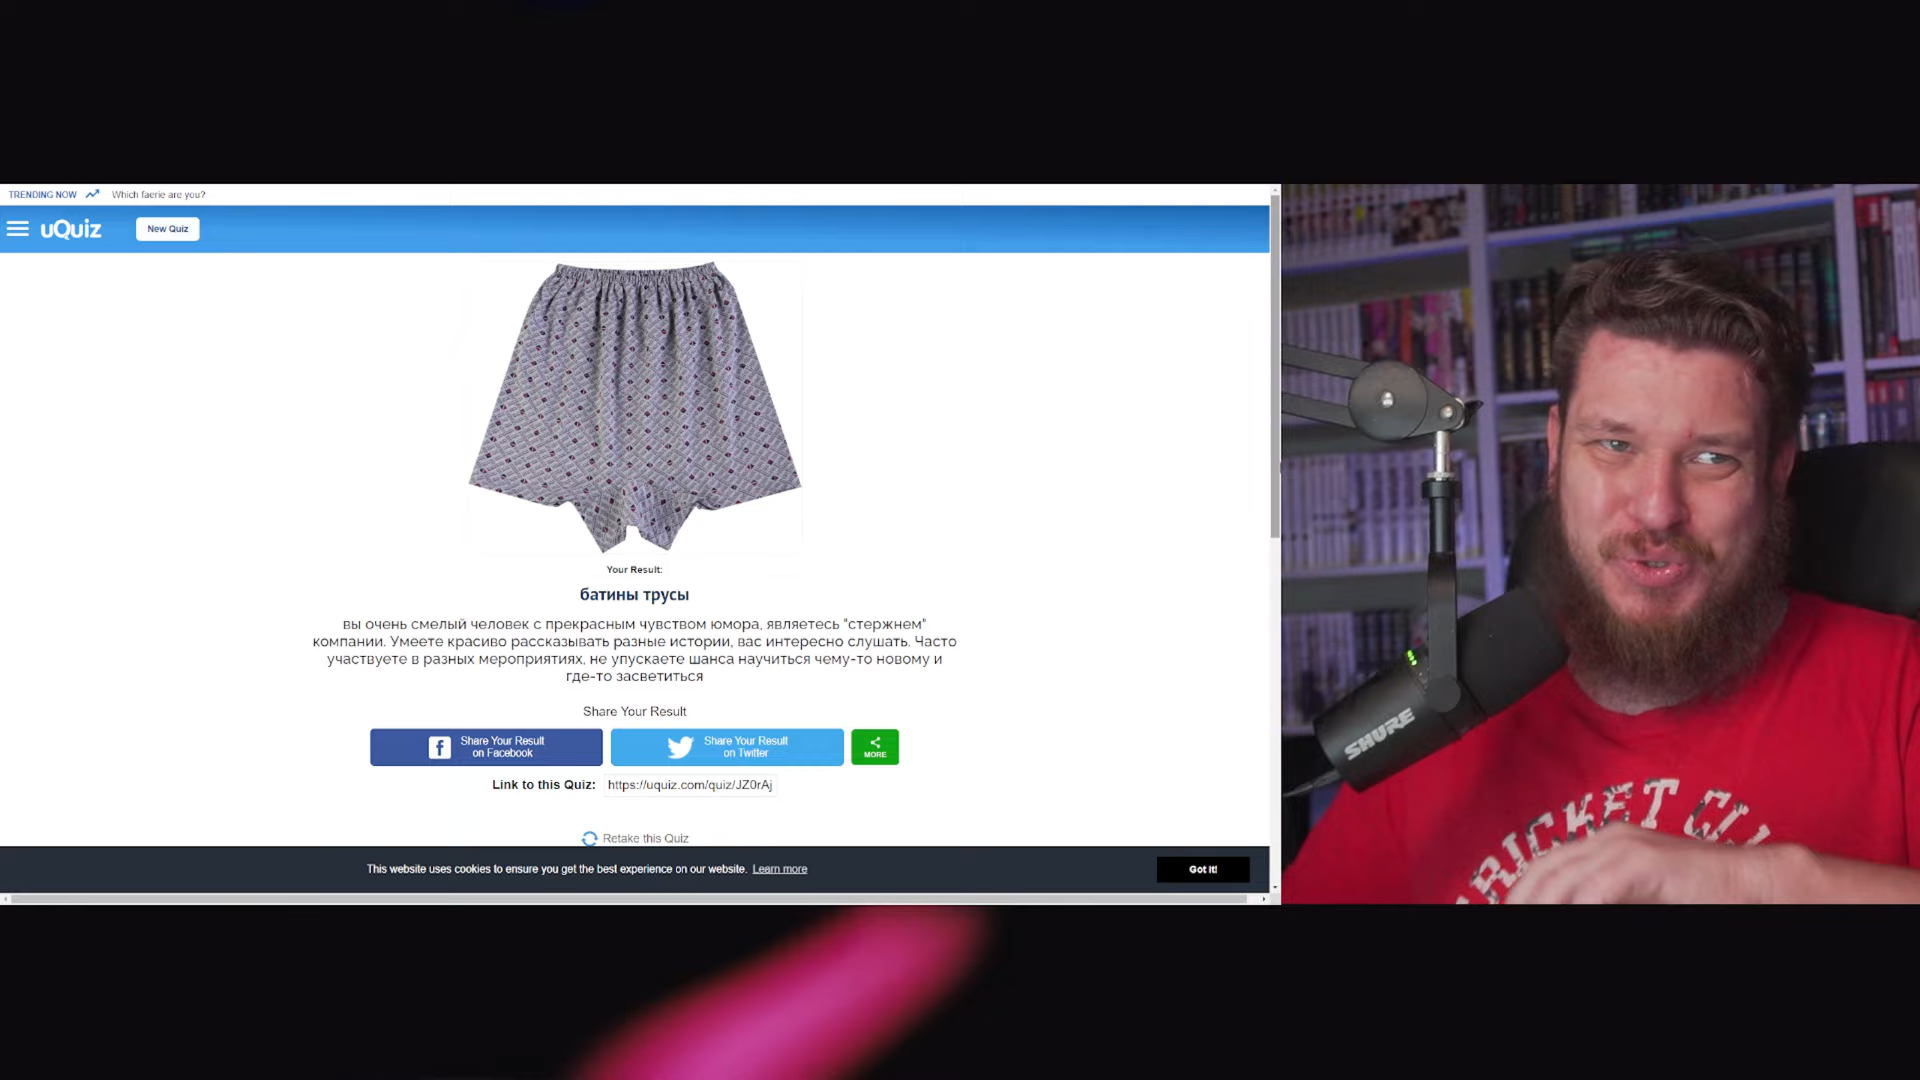 TRENDING NOW Which faerie are you?
uQuiz New Quiz
Your Result:
батины трусы
вы очень смелый человек с прекрасным чувством юмора, являетесь "стержнем"
компании. Умеете красиво рассказывать разные истории, вас интересно слушать. Часто
участвуете в разных мероприятиях, не упускаете шанса научиться чему-то новому и
где-то засветиться
Share Your Result
Share Your Result
on Facebook
Share Your Result
on Twitter
MORE
Link to this Quiz: https://uquiz.com/quiz/JZ0rAj
Retake this Quiz
This website uses cookies to ensure you get the best experience on our website. Learn more
Got it!
SHURE